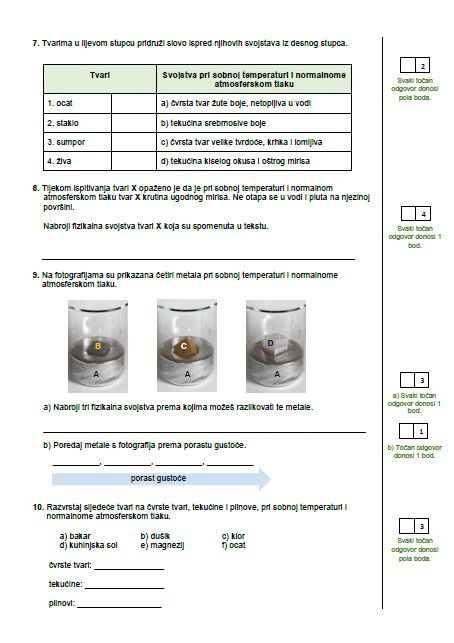 7. Tvarima u lijevom stupcu pridruži slovo ispred njihovih svojstava iz desnog stupca.
Tvari
Svojstva pri sobnoj temperaturi i normalnome
atmosferskom tlaku
1. ocat
a) čvrsta tvar žute boje, netopljiva u vodi
2. staklo
b) tekućina srebrnosive boje
3. sumpor
c) čvrsta tvar velike tvrdoće, krhka i lomljiva
4. živa
d) tekućina kiselog okusa i oštrog mirisa
2
Svaki točan
odgovor donosi
pola boda.
8. Tijekom ispitivanja tvari X opaženo je da je pri sobnoj temperaturi i normalnom
atmosferskom tlaku tvar X krutina ugodnog mirisa. Ne otapa se u vodi i pluta na njezinoj
površini.
Nabroji fizikalna svojstva tvari X koja su spomenuta u tekstu.
4
Svaki točan
odgovor donosi 1
bod.
9. Na fotografijama su prikazana četiri metala pri sobnoj temperaturi i normalnome
atmosferskom tlaku.
B
A
C
A
D
A
a) Nabroji tri fizikalna svojstva prema kojima možeš razlikovati te metale.
3
a) Svaki točan
odgovor donosi 1
bod.
b) Poredaj metale s fotografija prema porastu gustoće.
__________, __________, __________, __________
porast gustoće
1
b) Točan odgovor
donosi 1 bod.
10. Razvrstaj sljedeće tvari na čvrste tvari, tekućine i plinove, pri sobnoj temperaturi i
normalnome atmosferskom tlaku.
a) bakar b) dušik c) klor
d) kuhinjska sol e) magnezij f) ocat
čvrste tvari: _______________
tekućine: _________________
plinovi: __________________
3
Svaki točan
odgovor donosi
pola boda.